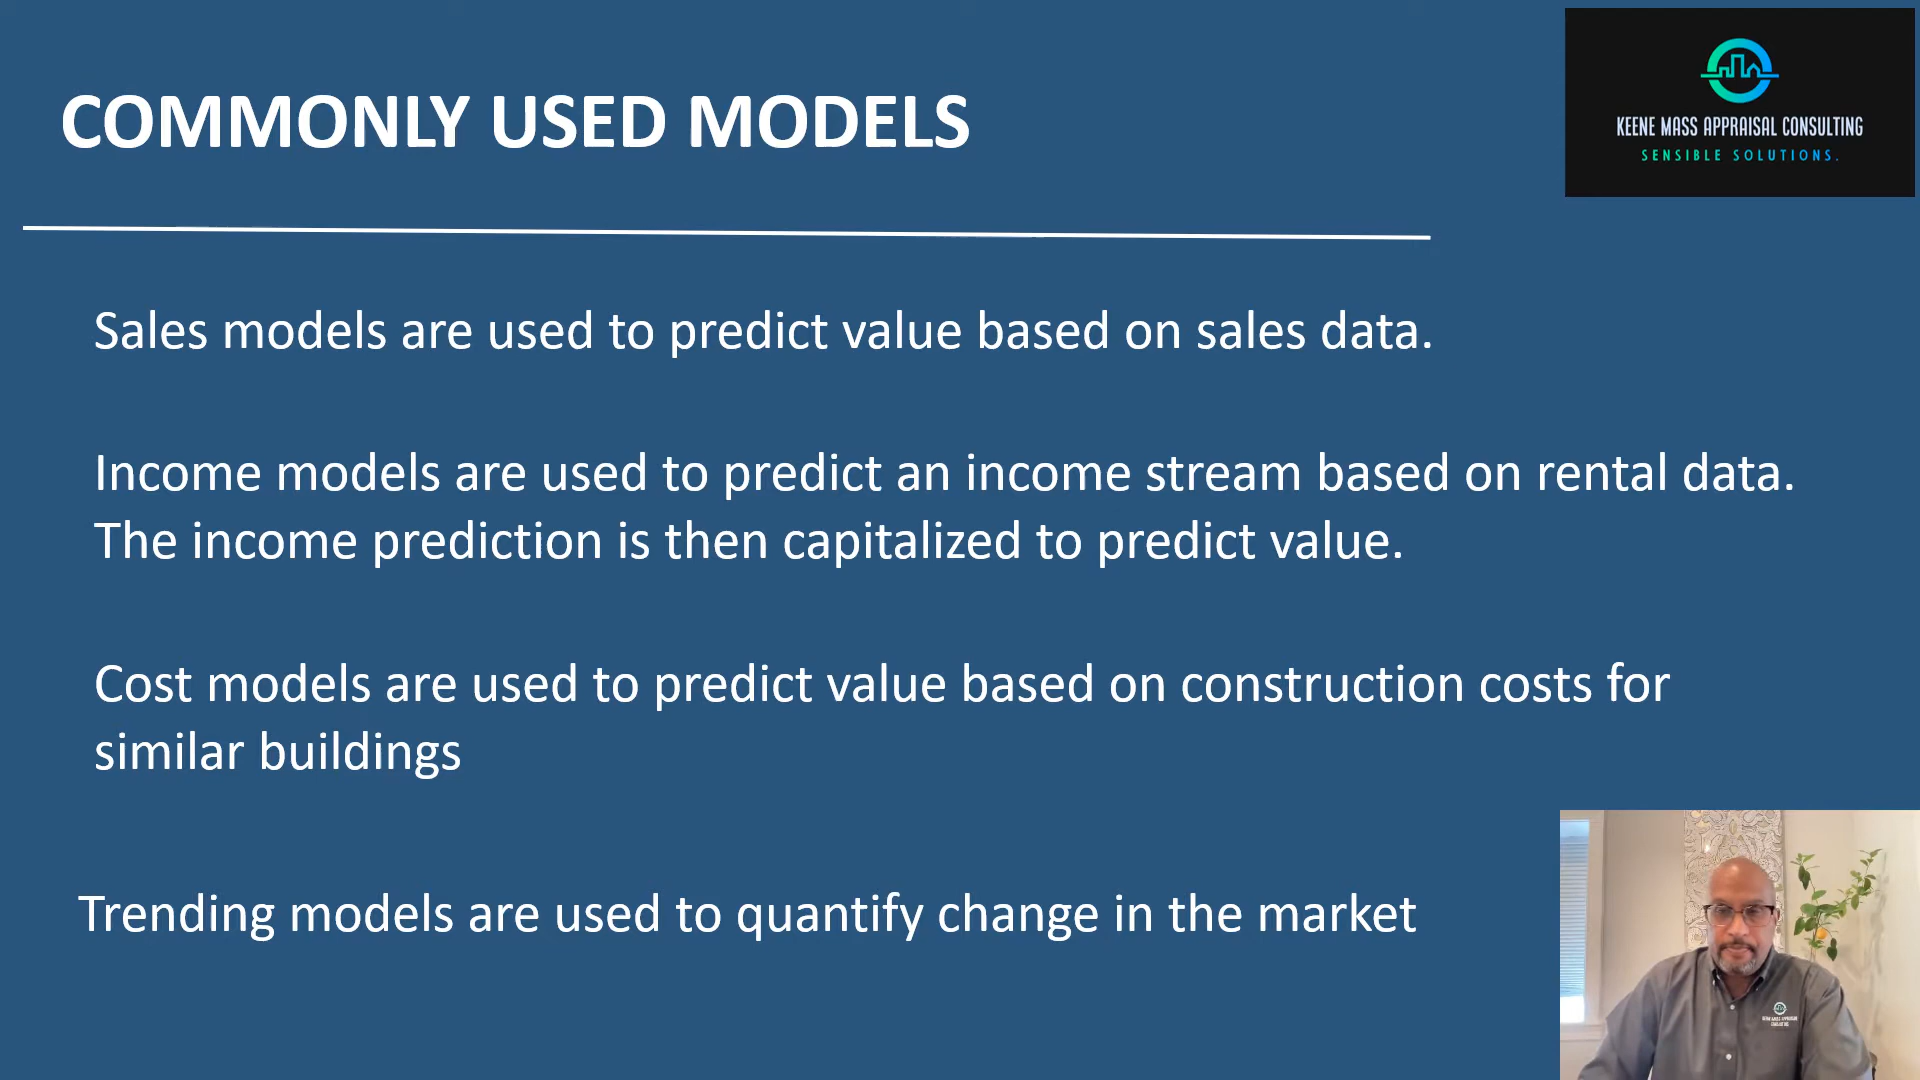 COMMONLY USED MODELS
KEENE MASS APPRAISAL CONSULTING
SENSIBLE SOLUTIONS.
Sales models are used to predict value based on sales data.
Income models are used to predict an income stream based on rental data.
The income prediction is then capitalized to predict value.
Cost models are used to predict value based on construction costs for
similar buildings
Trending models are used to quantify change in the market